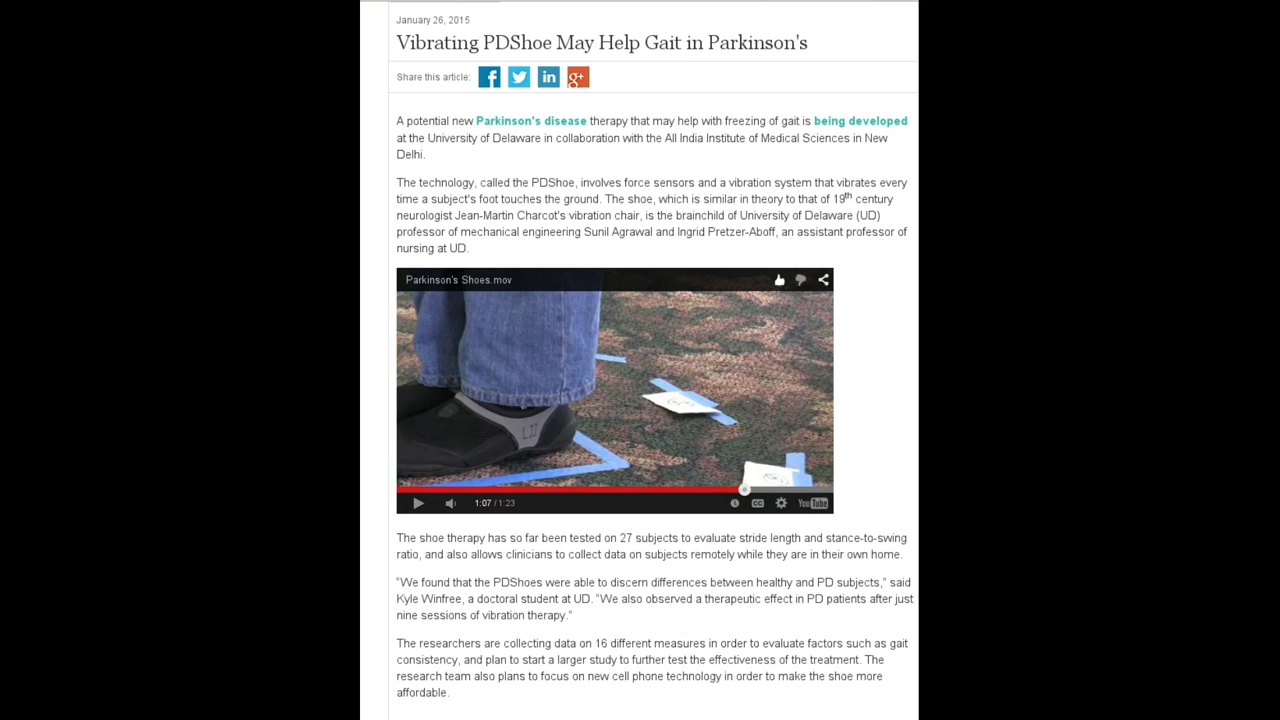 January 26, 2015
Vibrating PDShoe May Help Gait in Parkinson's
Share this article:
A potential new Parkinson's disease therapy that may help with freezing of gait is being developed
at the University of Delaware in collaboration with the All India Institute of Medical Sciences in New
Delhi.
The technology, called the PDShoe, involves force sensors and a vibration system that vibrates every
time a subject's foot touches the ground. The shoe, which is similar in theory to that of 19th century
neurologist Jean-Martin Charcot's vibration chair, is the brainchild of University of Delaware (UD)
professor of mechanical engineering Sunil Agrawal and Ingrid Pretzer-Aboff, an assistant professor of
nursing at UD.
Parkinson's Shoes.mov
1:07 / 1:23
CC
YouTube
The shoe therapy has so far been tested on 27 subjects to evaluate stride length and stance-to-swing
ratio, and also allows clinicians to collect data on subjects remotely while they are in their own home.
“We found that the PDShoes were able to discern differences between healthy and PD subjects,” said
Kyle Winfree, a doctoral student at UD. “We also observed a therapeutic effect in PD patients after just
nine sessions of vibration therapy.”
The researchers are collecting data on 16 different measures in order to evaluate factors such as gait
consistency, and plan to start a larger study to further test the effectiveness of the treatment. The
research team also plans to focus on new cell phone technology in order to make the shoe more
affordable.